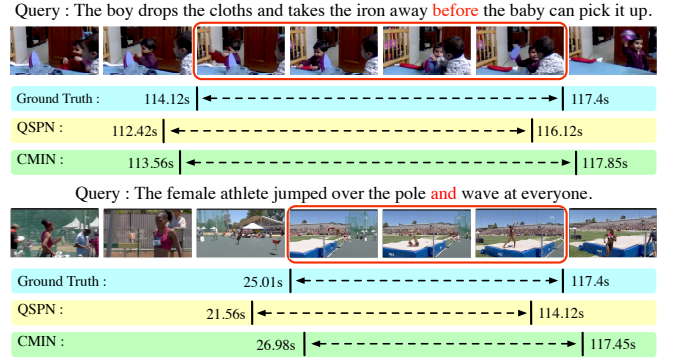 Query : The boy drops the cloths and takes the iron away before the baby can pick it up.
Ground Truth : 114.12s 117.4s
QSPN : 112.42s 116.12s
CMIN : 113.56s 117.85s
Query : The female athlete jumped over the pole and wave at everyone.
Ground Truth : 25.01s 117.4s
QSPN : 21.56s 114.12s
CMIN : 26.98s 117.45s